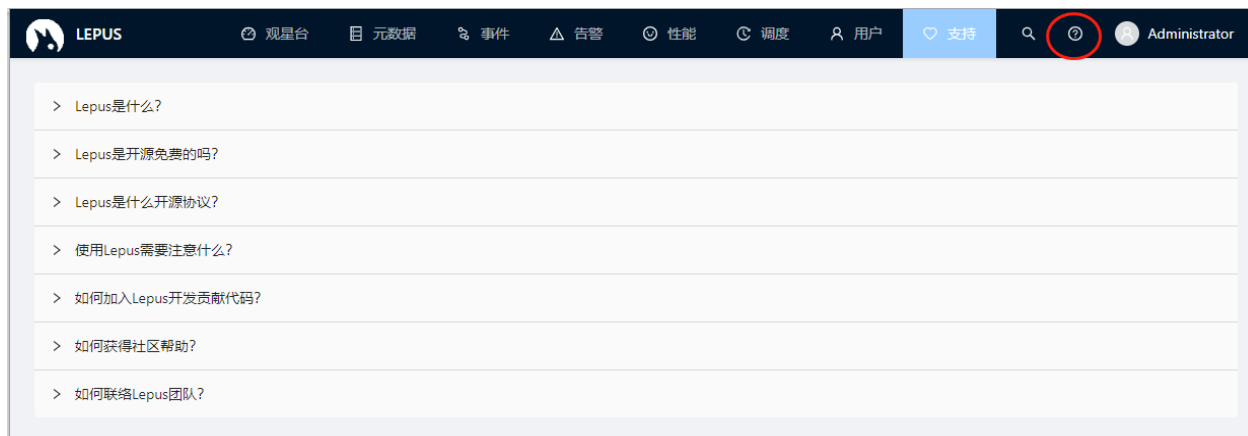 LEPUS 观星台 元数据 事件 告警 性能 调度 用户 支持 Administrator
Lepus是什么?
Lepus是开源免费的吗?
Lepus是什么开源协议?
使用Lepus需要注意什么?
如何加入Lepus开发贡献代码?
如何获得社区帮助?
如何联络Lepus团队?